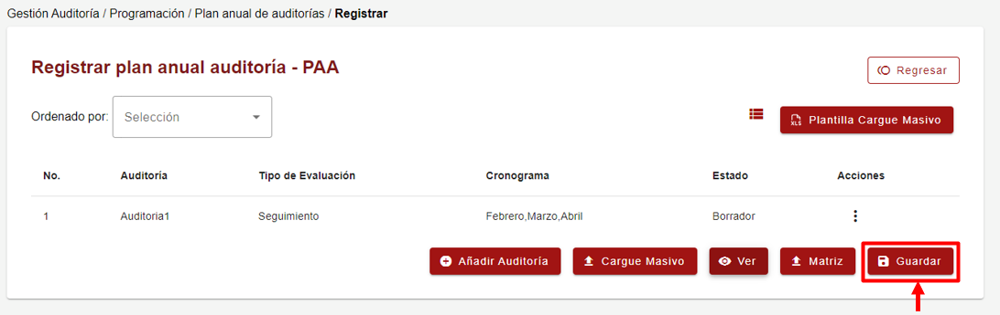 Gestión Auditoría / Programación / Plan anual de auditorías / Registrar
Registrar plan anual auditoría - PAA
Regresar
Ordenado por: Selección
XLS Plantilla Cargue Masivo
No. Auditoría Tipo de Evaluación Cronograma Estado Acciones
1 Auditoria1 Seguimiento Febrero,Marzo,Abril Borrador
Añadir Auditoría Cargue Masivo Ver Matriz Guardar